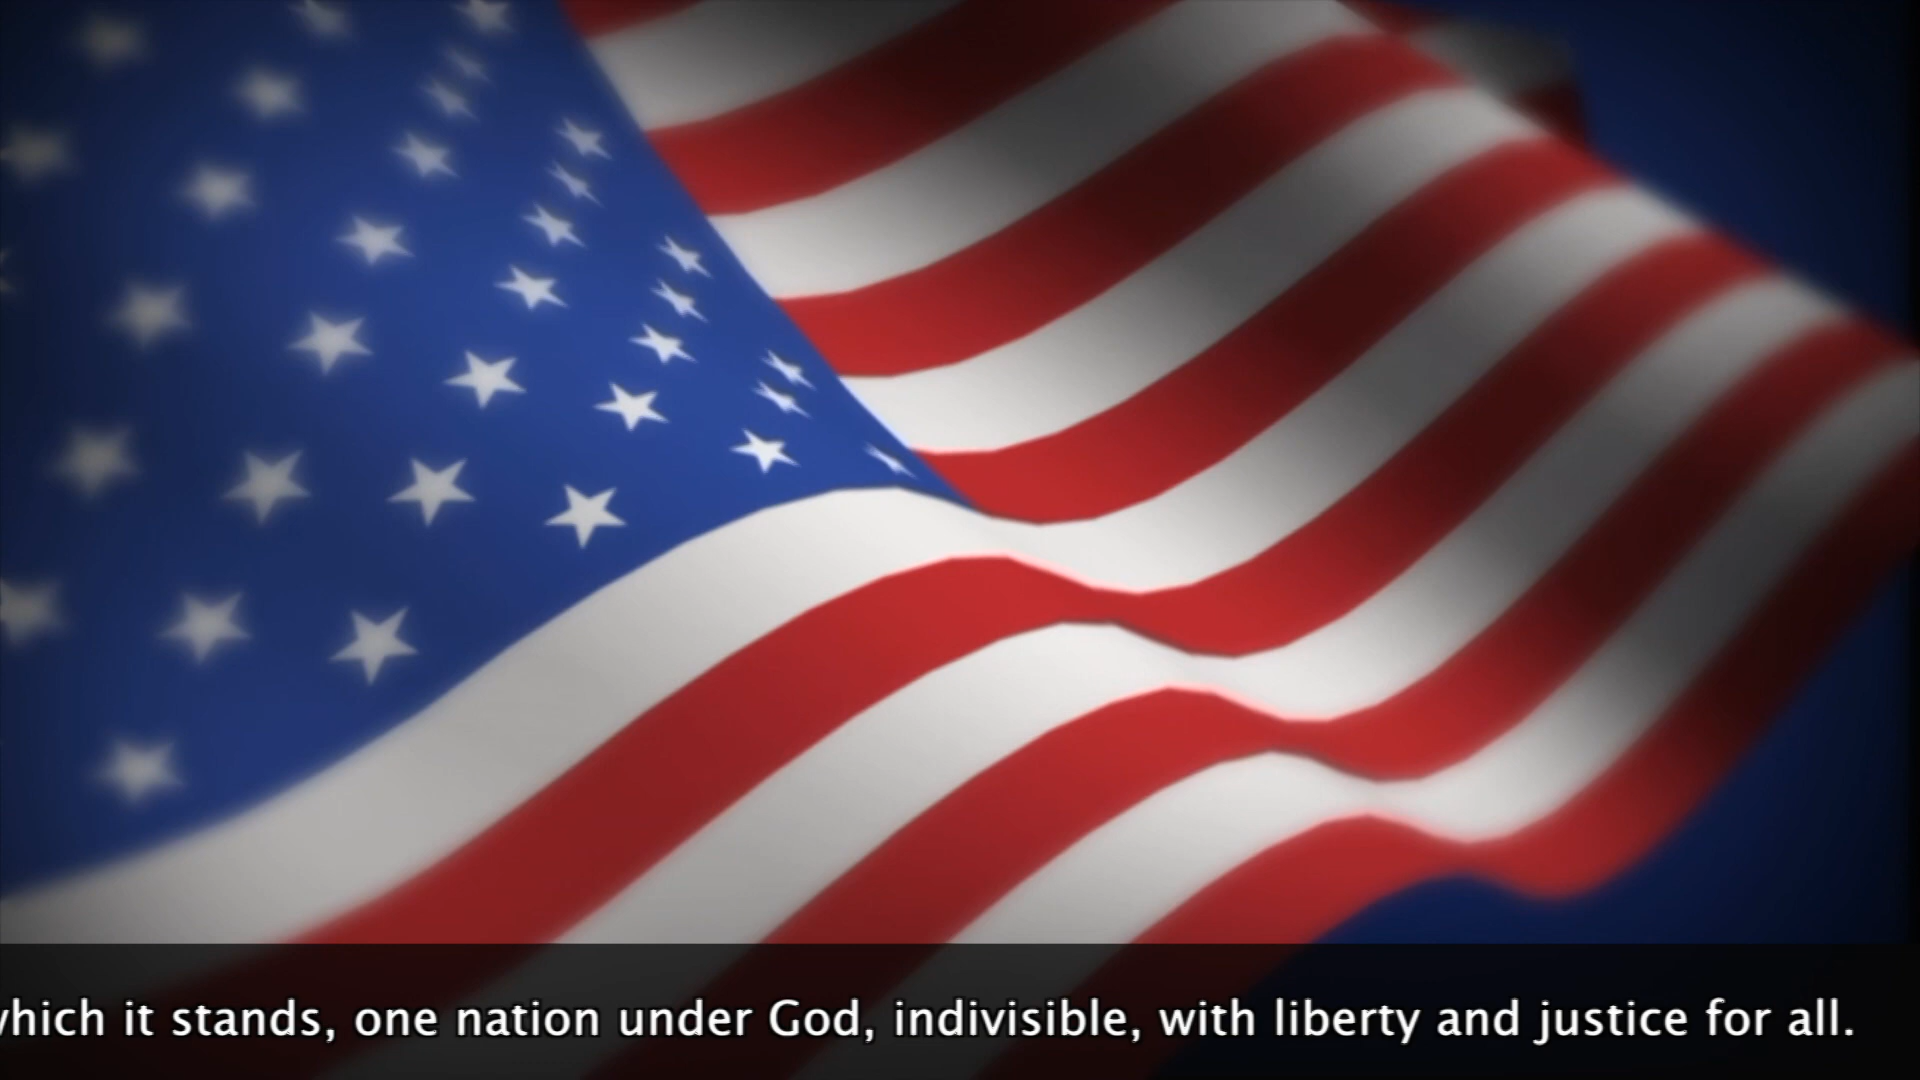 which it stands, one nation under God, indivisible, with liberty and justice for all.